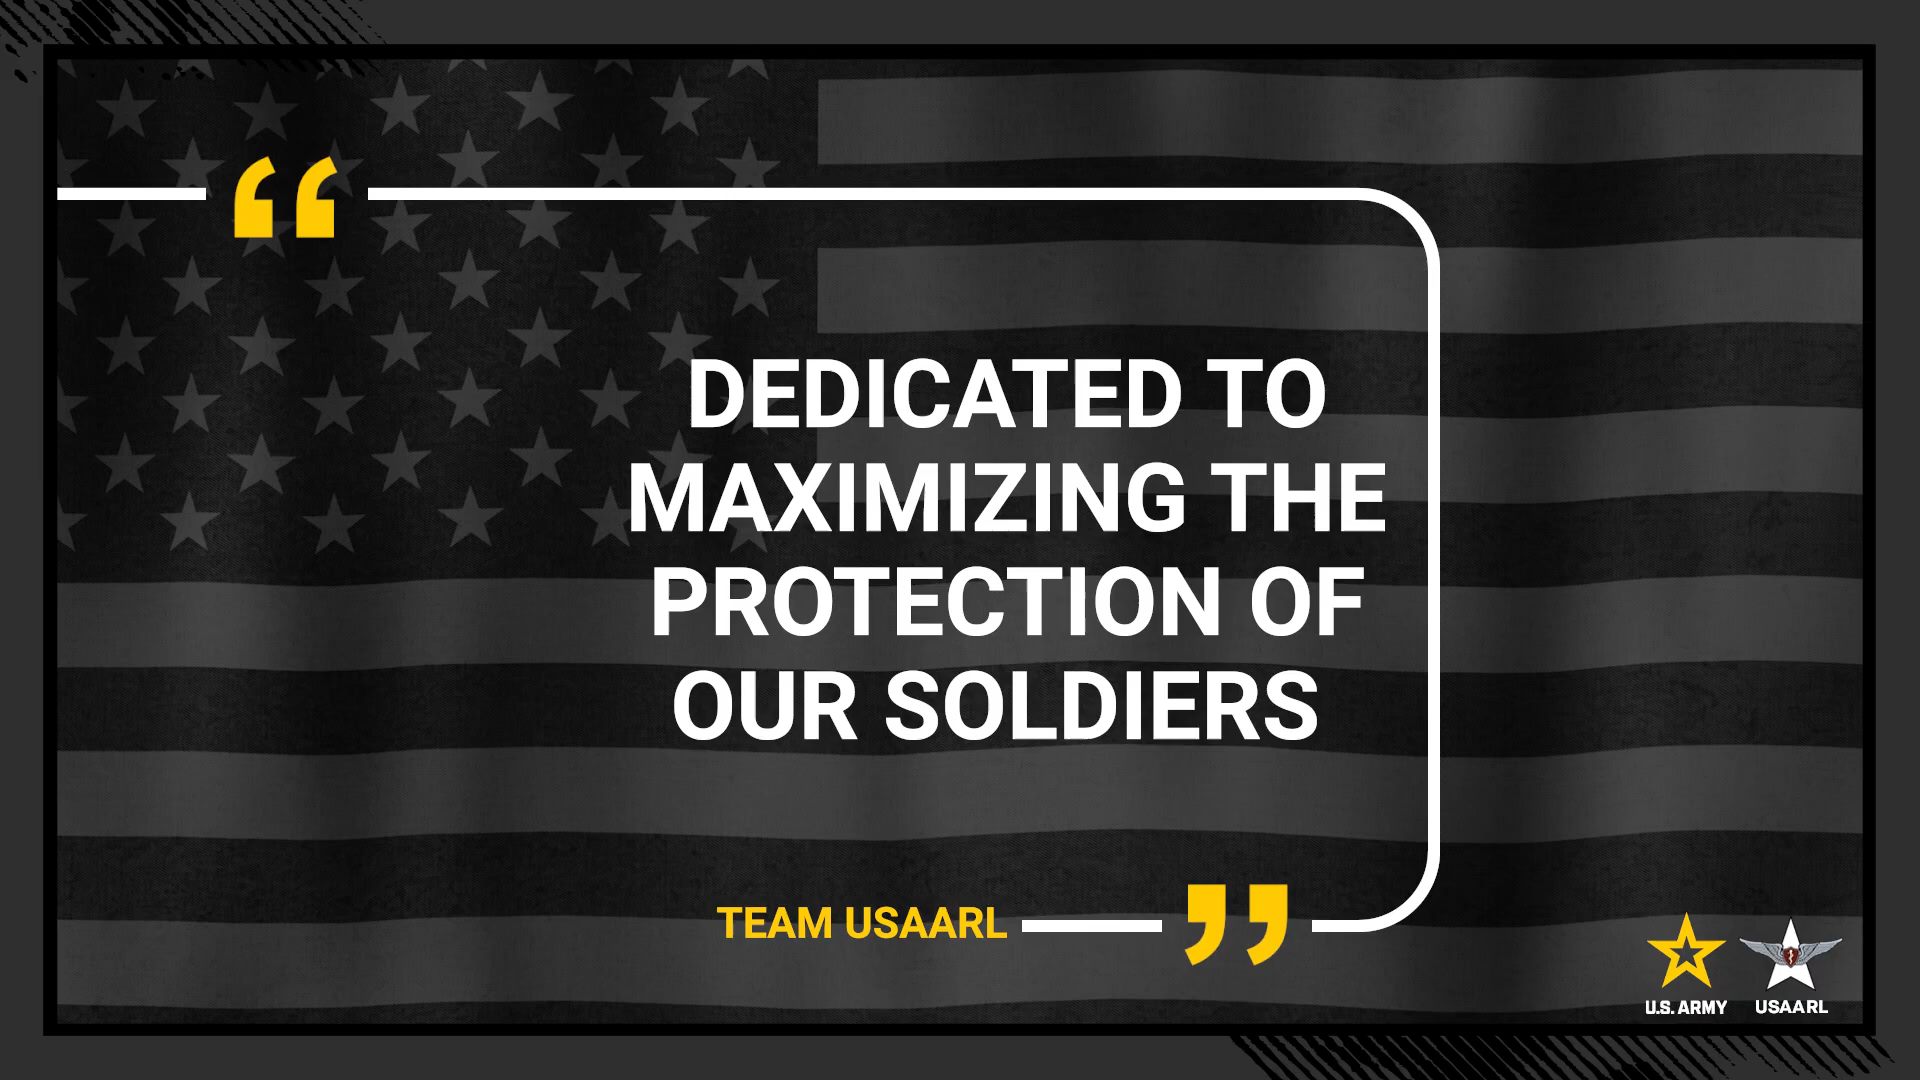 “
DEDICATED TO
MAXIMIZING THE
PROTECTION OF
OUR SOLDIERS
TEAM USAARL ”
U.S. ARMY
USAARL